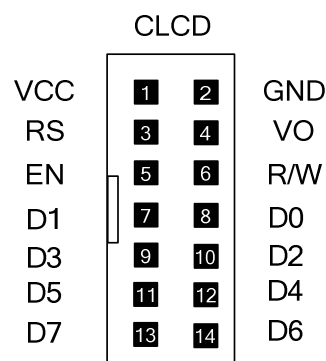 CLCD
VCC 1 2 GND
RS 3 4 VO
EN 5 6 R/W
D1 7 8 D0
D3 9 10 D2
D5 11 12 D4
D7 13 14 D6